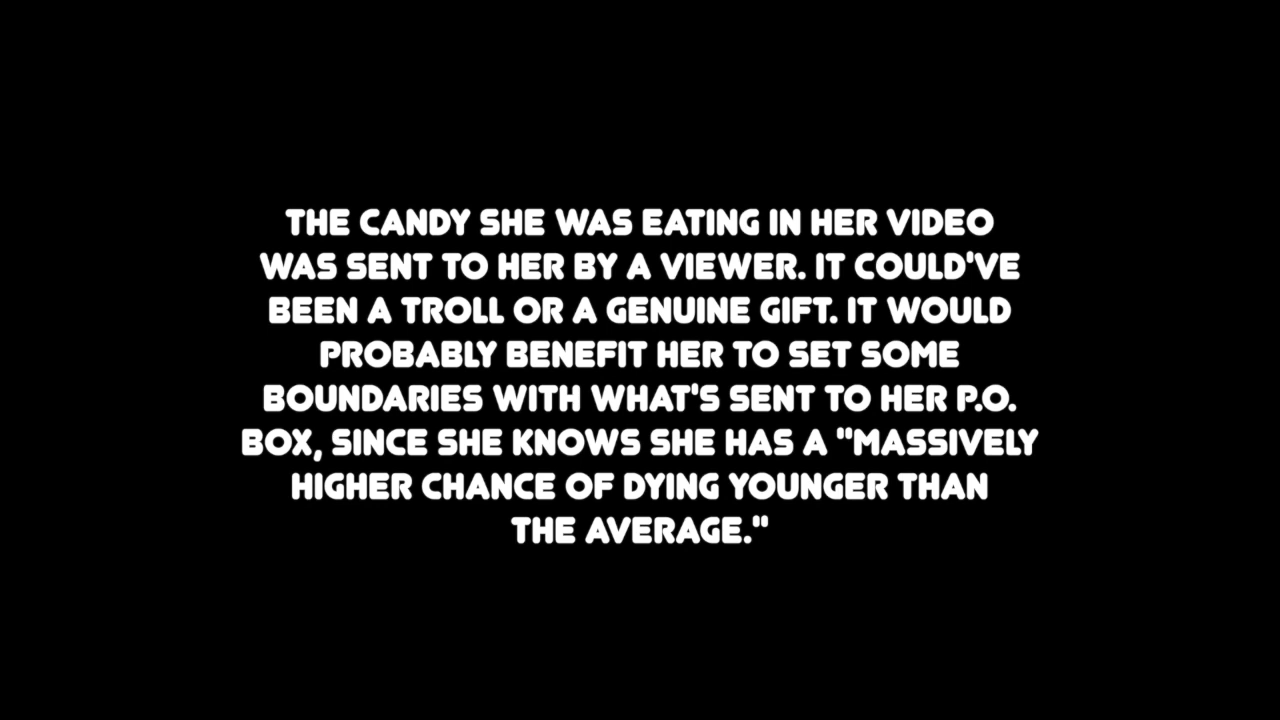 THE CANDY SHE WAS EATING IN HER VIDEO
WAS SENT TO HER BY A VIEWER. IT COULD'VE
BEEN A TROLL OR A GENUINE GIFT. IT WOULD
PROBABLY BENEFIT HER TO SET SOME
BOUNDARIES WITH WHAT'S SENT TO HER P.O.
BOX, SINCE SHE KNOWS SHE HAS A "MASSIVELY
HIGHER CHANCE OF DYING YOUNGER THAN
THE AVERAGE."